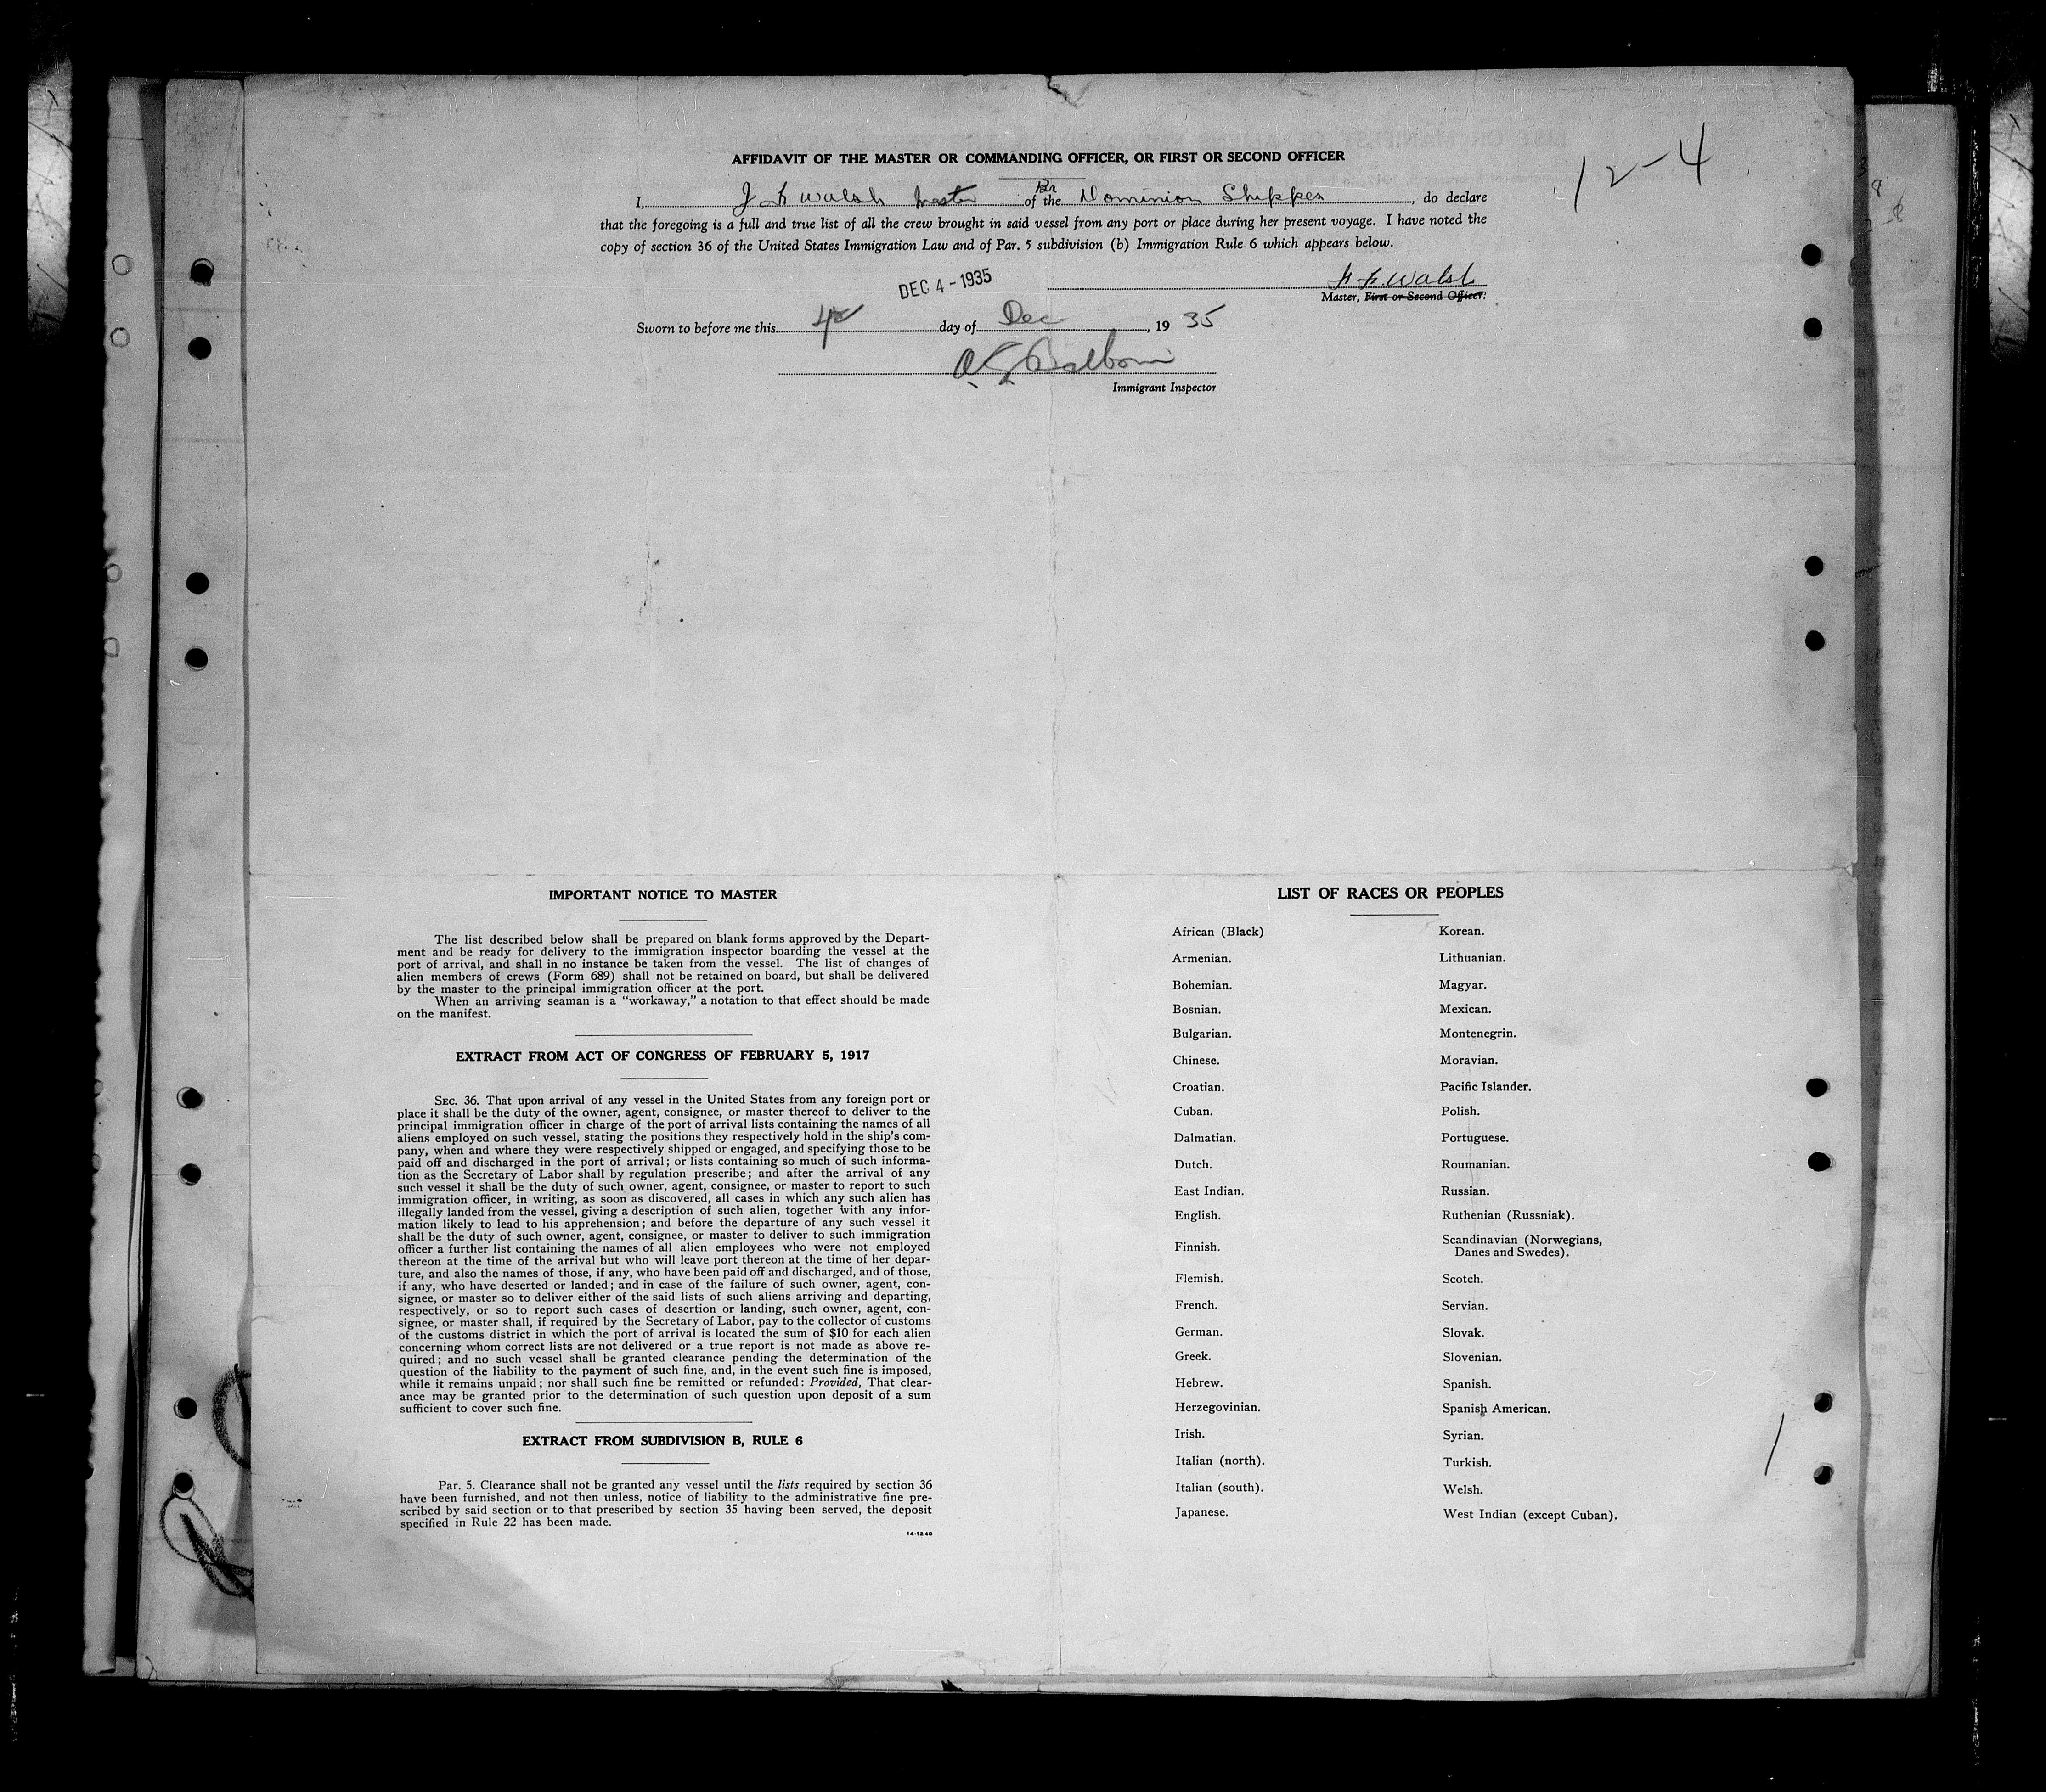 AFFIDAVIT OF THE MASTER OR COMMANDING OFFICER, OR FIRST OR SECOND OFFICER
12-4
Br
I, J F Walsh Master of the Dominion Shipper, do declare
that the foregoing is a full and true list of all the crew brought in said vessel from any port or place during her present voyage. I have noted the
copy of section 36 of the United States Immigration Law and of Par. 5 subdivision (b) Immigration Rule 6 which appears below.
DEC 4 - 1935
J F. Walsh
Master, First or Second Officer.
Sworn to before me this 4th day of Dec, 19 35
Immigrant Inspector
IMPORTANT NOTICE TO MASTER
The list described below shall be prepared on blank forms approved by the Depart-
ment and be ready for delivery to the immigration inspector boarding the vessel at the
port of arrival, and shall in no instance be taken from the vessel. The list of changes of
alien members of crews (Form 689) shall not be retained on board, but shall be delivered
by the master to the principal immigration officer at the port.
When an arriving seaman is a "workaway," a notation to that effect should be made
on the manifest.
EXTRACT FROM ACT OF CONGRESS OF FEBRUARY 5, 1917
SEC. 36. That upon arrival of any vessel in the United States from any foreign port or
place it shall be the duty of the owner, agent, consignee, or master thereof to deliver to the
principal immigration officer in charge of the port of arrival lists containing the names of all
aliens employed on such vessel, stating the positions they respectively hold in the ship's com-
pany, when and where they were respectively shipped or engaged, and specifying those to be
paid off and discharged in the port of arrival; or lists containing so much of such informa-
tion as the Secretary of Labor shall by regulation prescribe; and after the arrival of any
such vessel it shall be the duty of such owner, agent, consignee, or master to report to such
immigration officer, in writing, as soon as discovered, all cases in which any such alien has
illegally landed from the vessel, giving a description of such alien, together with any infor-
mation likely to lead to his apprehension; and before the departure of any such vessel it
shall be the duty of such owner, agent, consignee, or master to deliver to such immigration
officer a further list containing the names of all alien employees who were not employed
thereon at the time of the arrival but who will leave port thereon at the time of her depar-
ture, and also the names of those, if any, who have been paid off and discharged, and of those,
if any, who have deserted or landed; and in case of the failure of such owner, agent, con-
signee, or master so to deliver either of the said lists of such aliens arriving and departing,
respectively, or so to report such cases of desertion or landing, such owner, agent, con-
signee, or master shall, if required by the Secretary of Labor, pay to the collector of customs
of the customs district in which the port of arrival is located the sum of $10 for each alien
concerning whom correct lists are not delivered or a true report is not made as above re-
quired; and no such vessel shall be granted clearance pending the determination of the
question of the liability to the payment of such fine, and, in the event such fine is imposed,
while it remains unpaid; nor shall such fine be remitted or refunded: Provided, That clear-
ance may be granted prior to the determination of such question upon deposit of a sum
sufficient to cover such fine.
EXTRACT FROM SUBDIVISION B, RULE 6
Par. 5. Clearance shall not be granted any vessel until the lists required by section 36
have been furnished, and not then unless, notice of liability to the administrative fine pre-
scribed by said section or to that prescribed by section 35 having been served, the deposit
specified in Rule 22 has been made.
14-1240
LIST OF RACES OR PEOPLES
African (Black)
Armenian.
Bohemian.
Bosnian.
Bulgarian.
Chinese.
Croatian.
Cuban.
Dalmatian.
Dutch.
East Indian.
English.
Finnish.
Flemish.
French.
German.
Greek.
Hebrew.
Herzegovinian.
Irish.
Italian (north).
Italian (south).
Japanese.
Korean.
Lithuanian.
Magyar.
Mexican.
Montenegrin.
Moravian.
Pacific Islander.
Polish.
Portuguese.
Roumanian.
Russian.
Ruthenian (Russniak).
Scandinavian (Norwegians,
Danes and Swedes).
Scotch.
Servian.
Slovak.
Slovenian.
Spanish.
Spanish American.
Syrian.
Turkish.
Welsh.
West Indian (except Cuban).